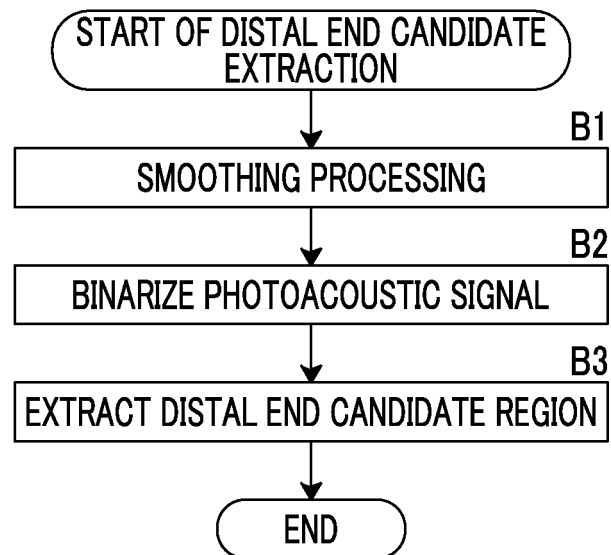 START OF DISTAL END CANDIDATE
EXTRACTION
B1
SMOOTHING PROCESSING
B2
BINARIZE PHOTOACOUSTIC SIGNAL
B3
EXTRACT DISTAL END CANDIDATE REGION
END